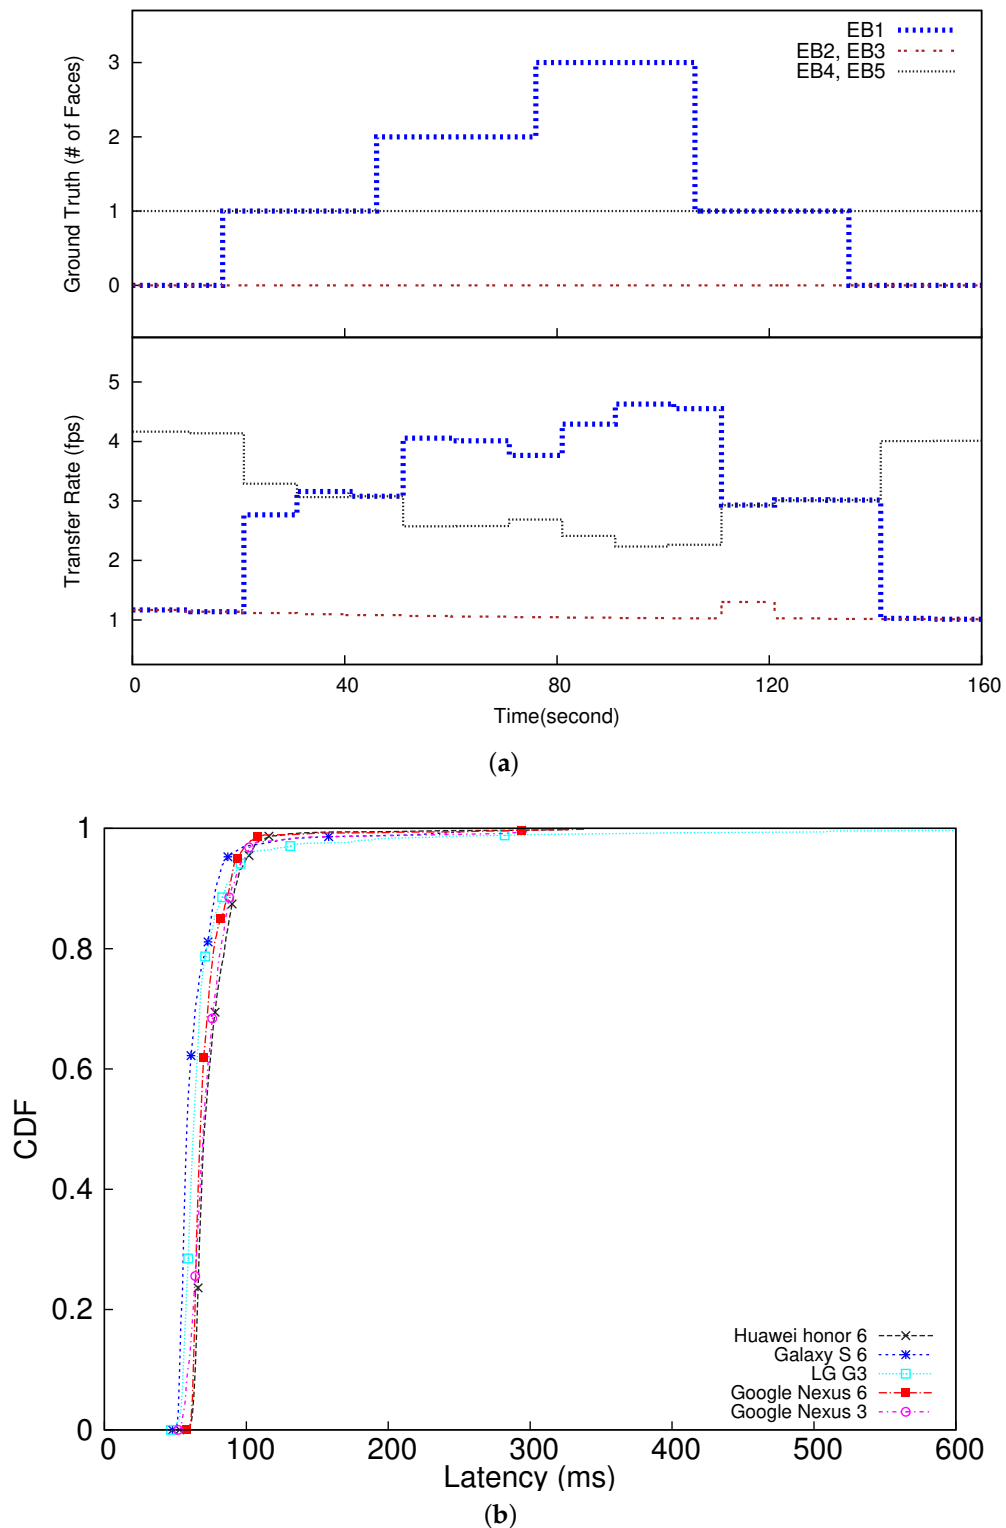 EB1
EB2, EB3
EB4, EB5
Ground Truth (# of Faces)
3
2
1
0
Transfer Rate (fps)
5
4
3
2
1
0 40 80 120 160
Time(second)
(a)
CDF
1
0.8
0.6
0.4
0.2
0
Huawei honor 6
Galaxy S 6
LG G3
Google Nexus 6
Google Nexus 3
0 100 200 300 400 500 600
Latency (ms)
(b)